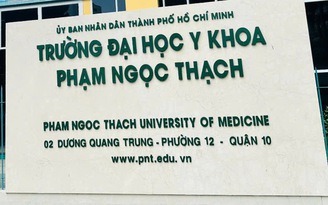 ỦY BAN NHÂN DÂN THÀNH PHỐ HỒ CHÍ MINH
TRƯỜNG ĐẠI HỌC Y KHOA
PHẠM NGỌC THẠCH
PHAM NGOC THACH UNIVERSITY OF MEDICINE
02 DƯƠNG QUANG TRUNG - PHƯỜNG 12 - QUẬN 10
www.pnt.edu.vn